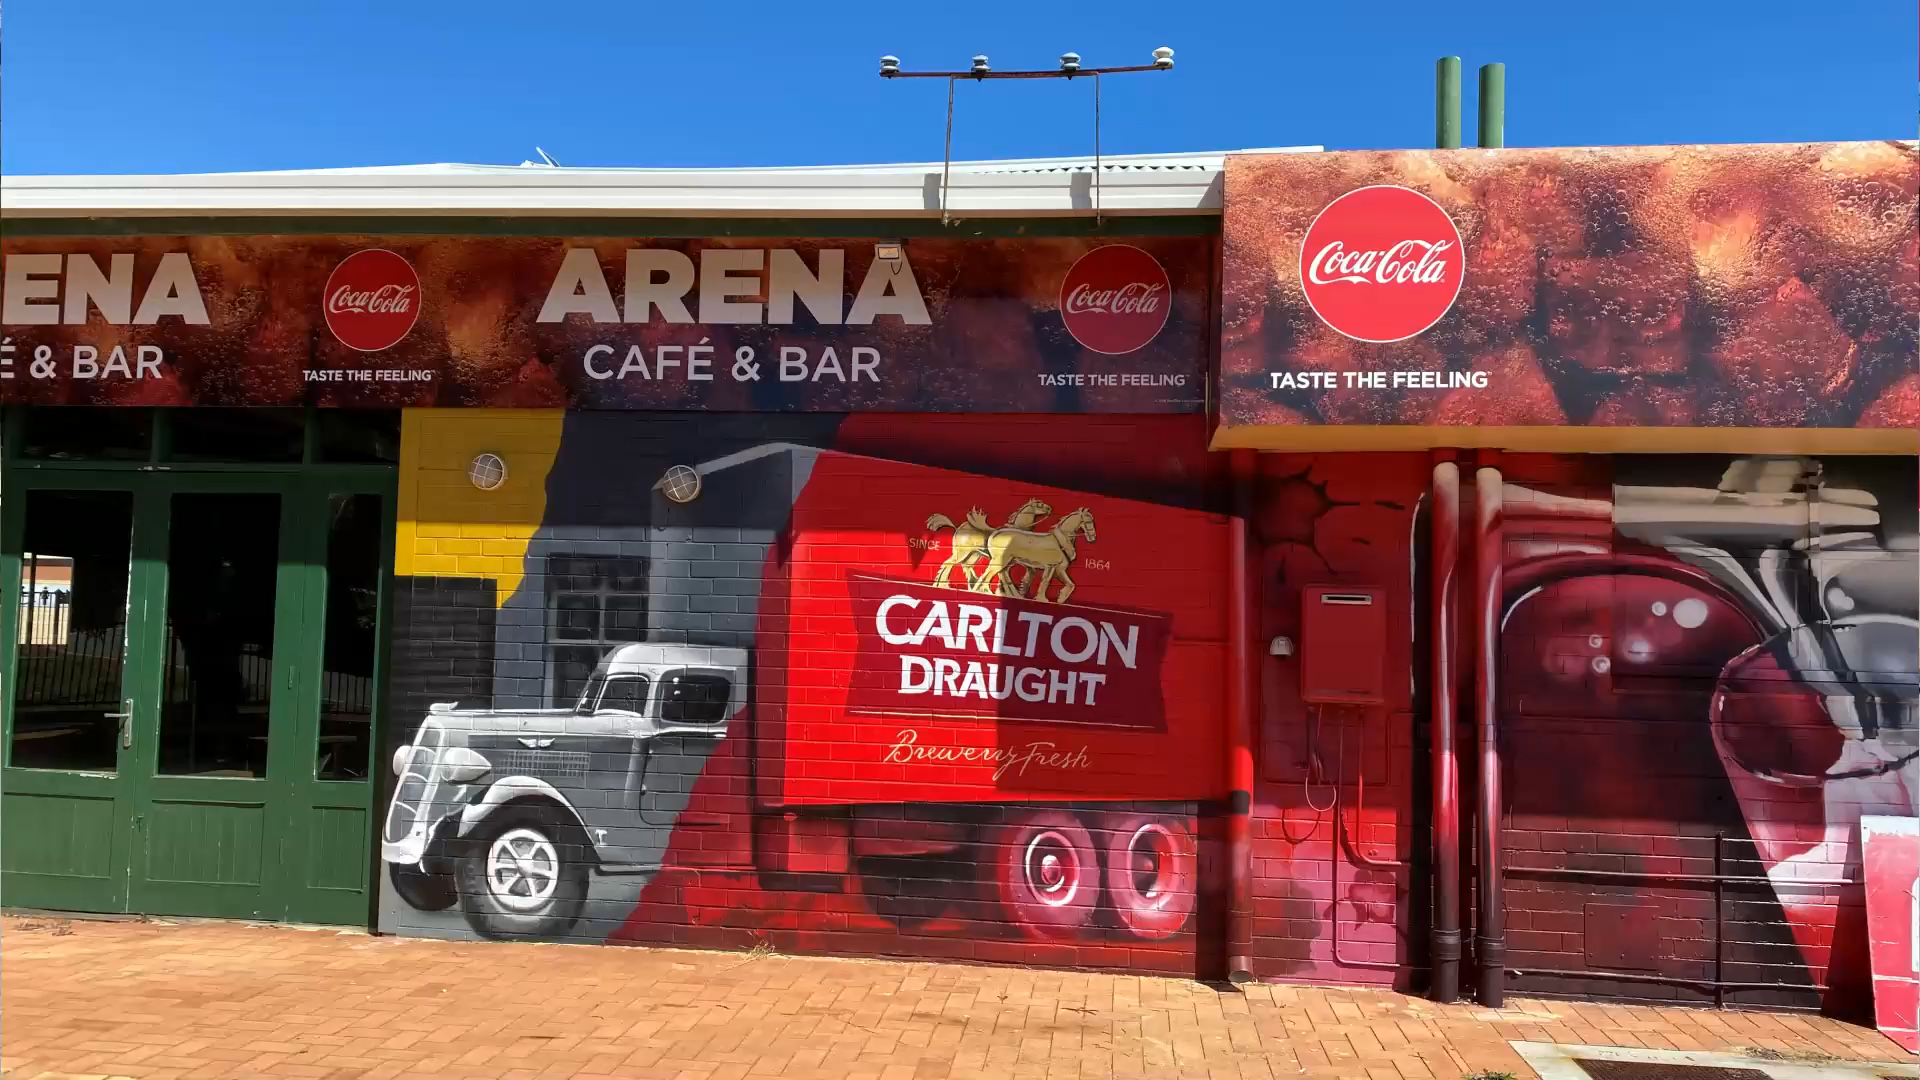 ENA
É & BAR
Coca-Cola
TASTE THE FEELING
ARENA
CAFÉ & BAR
Coca-Cola
TASTE THE FEELING
Coca-Cola
TASTE THE FEELING
SINCE 1864
CARLTON
DRAUGHT
Brewery Fresh